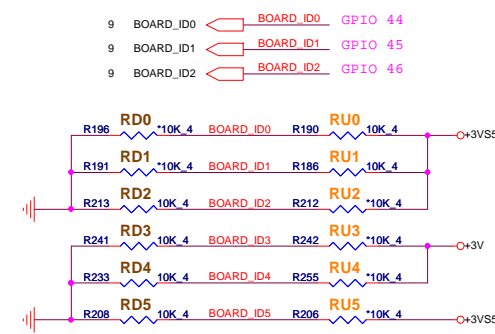 9 BOARD_ID0 BOARD_ID0 GPIO 44
9 BOARD_ID1 BOARD_ID1 GPIO 45
9 BOARD_ID2 BOARD_ID2 GPIO 46
RD0 RU0
R196 *10K_4 BOARD_ID0 R190 10K_4 +3VS5
RD1 RU1
R191 *10K_4 BOARD_ID1 R186 10K_4
RD2 RU2
R213 10K_4 BOARD_ID2 R212 *10K_4
RD3 RU3
R241 10K_4 BOARD_ID3 R242 *10K_4 +3V
RD4 RU4
R233 10K_4 BOARD_ID4 R255 *10K_4
RD5 RU5
R208 10K_4 BOARD_ID5 R206 *10K_4 +3VS5